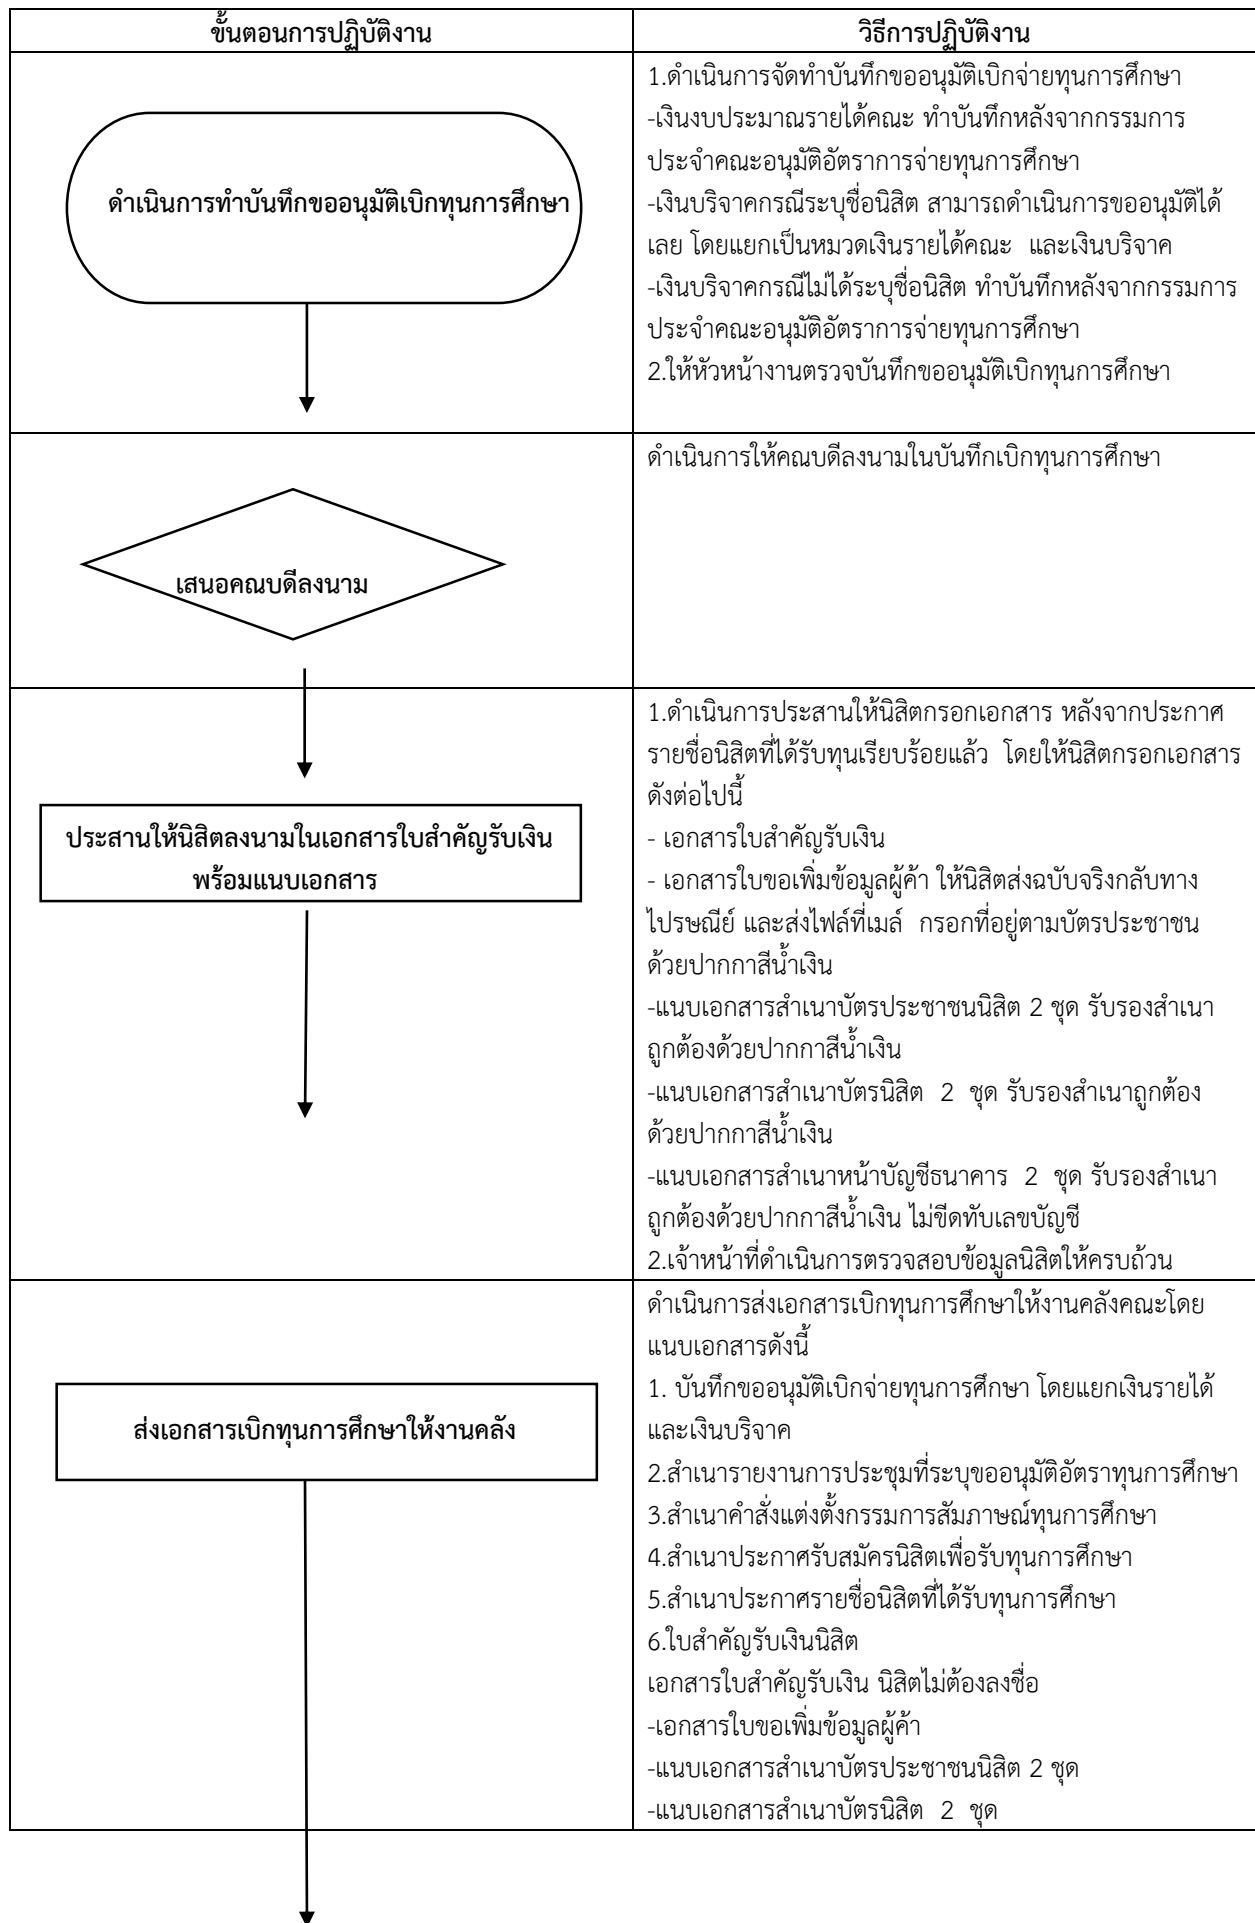 ขั้นตอนการปฏิบัติงาน
วิธีการปฏิบัติงาน
ดำเนินการทำบันทึกขออนุมัติเบิกทุนการศึกษา
1.ดำเนินการจัดทำบันทึกขออนุมัติเบิกจ่ายทุนการศึกษา
-เงินงบประมาณรายได้คณะ ทำบันทึกหลังจากกรรมการ
ประจำคณะอนุมัติอัตราการจ่ายทุนการศึกษา
-เงินบริจาคกรณีระบุชื่อนิสิต สามารถดำเนินการขออนุมัติได้
เลย โดยแยกเป็นหมวดเงินรายได้คณะ และเงินบริจาค
-เงินบริจาคกรณีไม่ได้ระบุชื่อนิสิต ทำบันทึกหลังจากกรรมการ
ประจำคณะอนุมัติอัตราการจ่ายทุนการศึกษา
2.ให้หัวหน้างานตรวจบันทึกขออนุมัติเบิกทุนการศึกษา
เสนอคณบดีลงนาม
ดำเนินการให้คณบดีลงนามในบันทึกเบิกทุนการศึกษา
ประสานให้นิสิตลงนามในเอกสารใบสำคัญรับเงิน
พร้อมแนบเอกสาร
1.ดำเนินการประสานให้นิสิตกรอกเอกสาร หลังจากประกาศ
รายชื่อนิสิตที่ได้รับทุนเรียบร้อยแล้ว โดยให้นิสิตกรอกเอกสาร
ดังต่อไปนี้
- เอกสารใบสำคัญรับเงิน
- เอกสารใบขอเพิ่มข้อมูลผู้ค้า ให้นิสิตส่งฉบับจริงกลับทาง
ไปรษณีย์ และส่งไฟล์ที่เมล์ กรอกที่อยู่ตามบัตรประชาชน
ด้วยปากกาสีน้ำเงิน
-แนบเอกสารสำเนาบัตรประชาชนนิสิต 2 ชุด รับรองสำเนา
ถูกต้องด้วยปากกาสีน้ำเงิน
-แนบเอกสารสำเนาบัตรนิสิต 2 ชุด รับรองสำเนาถูกต้อง
ด้วยปากกาสีน้ำเงิน
-แนบเอกสารสำเนาหน้าบัญชีธนาคาร 2 ชุด รับรองสำเนา
ถูกต้องด้วยปากกาสีน้ำเงิน ไม่ขีดทับเลขบัญชี
2.เจ้าหน้าที่ดำเนินการตรวจสอบข้อมูลนิสิตให้ครบถ้วน
ส่งเอกสารเบิกทุนการศึกษาให้งานคลัง
ดำเนินการส่งเอกสารเบิกทุนการศึกษาให้งานคลังคณะโดย
แนบเอกสารดังนี้
1. บันทึกขออนุมัติเบิกจ่ายทุนการศึกษา โดยแยกเงินรายได้
และเงินบริจาค
2.สำเนารายงานการประชุมที่ระบุขออนุมัติอัตราทุนการศึกษา
3.สำเนาคำสั่งแต่งตั้งกรรมการสัมภาษณ์ทุนการศึกษา
4.สำเนาประกาศรับสมัครนิสิตเพื่อรับทุนการศึกษา
5.สำเนาประกาศรายชื่อนิสิตที่ได้รับทุนการศึกษา
6.ใบสำคัญรับเงินนิสิต
เอกสารใบสำคัญรับเงิน นิสิตไม่ต้องลงชื่อ
-เอกสารใบขอเพิ่มข้อมูลผู้ค้า
-แนบเอกสารสำเนาบัตรประชาชนนิสิต 2 ชุด
-แนบเอกสารสำเนาบัตรนิสิต 2 ชุด